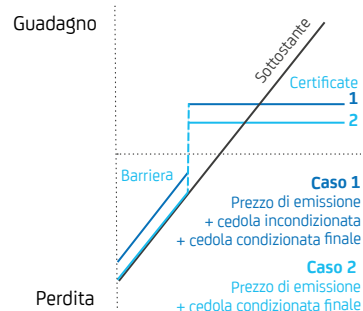 Guadagno
Sottostante
Certificate
1
2
Barriera
Caso 1
Prezzo di emissione
+ cedola incondizionata
+ cedola condizionata finale
Caso 2
Prezzo di emissione
+ cedola condizionata finale
Perdita